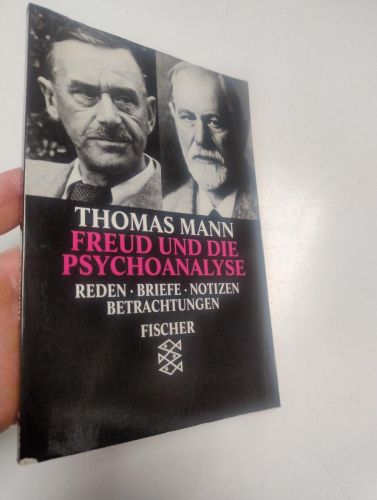 THOMAS MANN
FREUD UND DIE
PSYCHOANALYSE
REDEN · BRIEFE · NOTIZEN
BETRACHTUNGEN
FISCHER